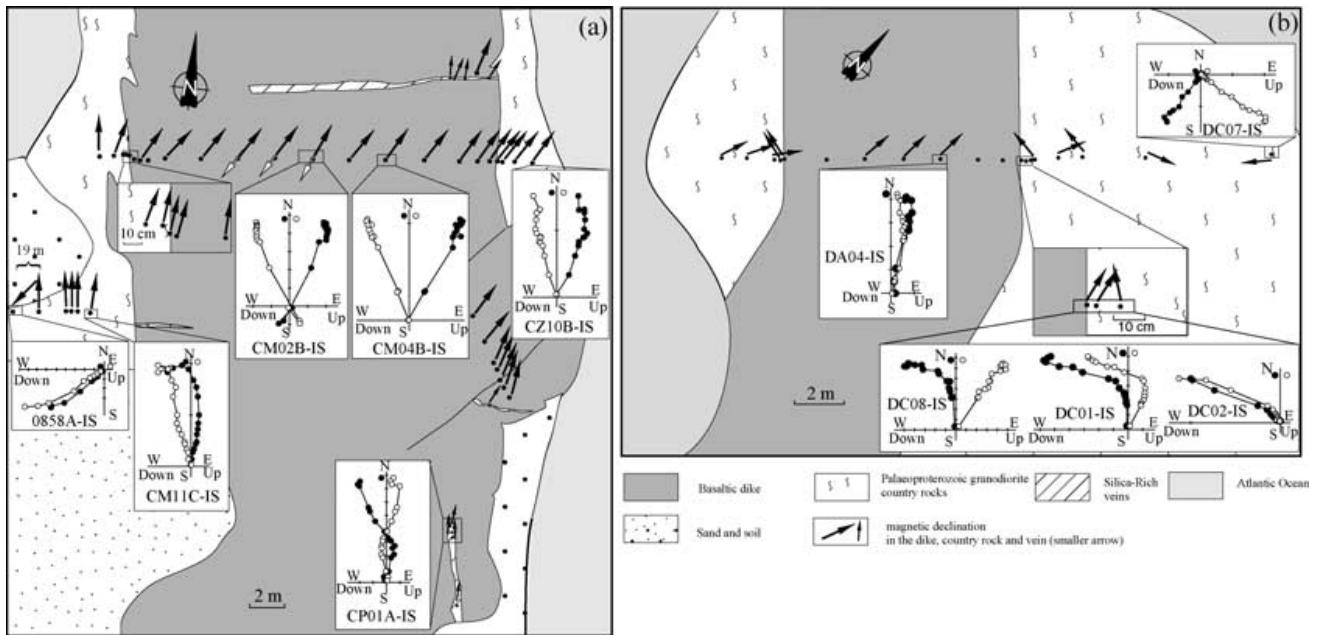 (a)
N
19 m
10 cm
W E
Down Up
N
S
0858A-IS
N
W E
Down Up
S
CM11C-IS
N
W E
Down Up
S
CM02B-IS
N
W E
Down Up
S
CM04B-IS
N
W E
Down Up
S
CZ10B-IS
N
W E
Down Up
S
CP01A-IS
2 m
(b)
N
W E
Down Up
S DC07-IS
N
DA04-IS
W E
Down Up
S
10 cm
N
DC08-IS
W E
Down Up
S
N
DC01-IS
W E
Down Up
S
N
DC02-IS
W E
Down Up
S
2 m
Basaltic dike
Palaeoproterozoic granodiorite
country rocks
Silica-Rich
veins
Atlantic Ocean
Sand and soil
magnetic declination
in the dike, country rock and vein (smaller arrow)